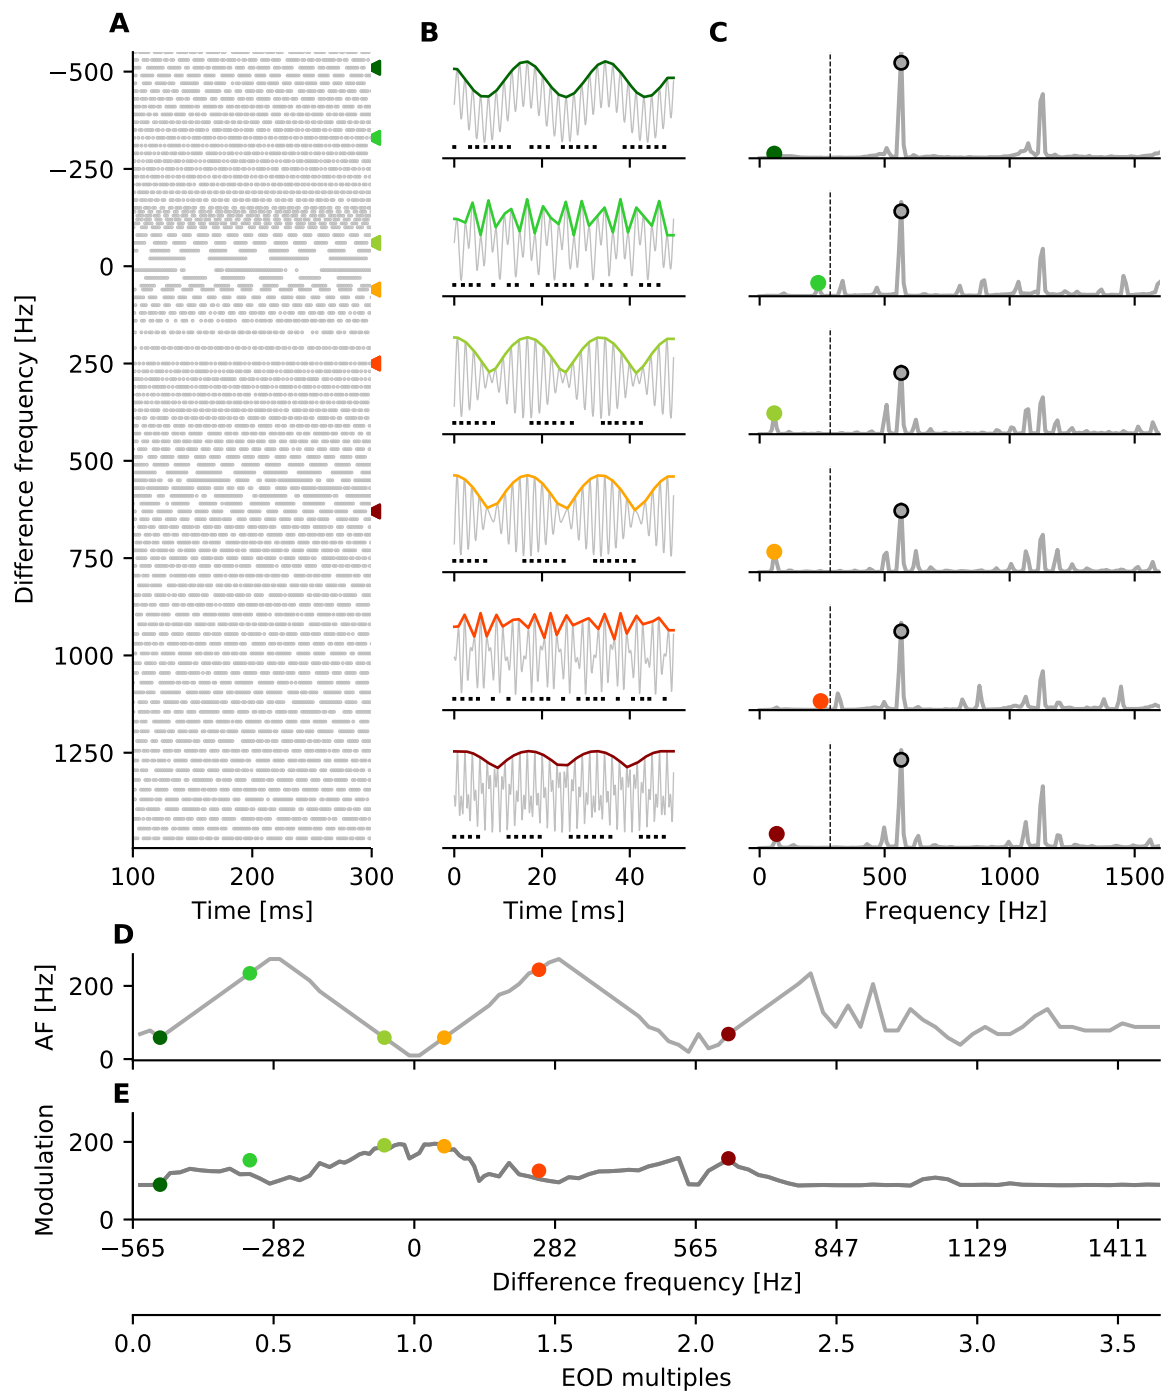 A
B
C
−500
−250
0
250
500
750
1000
1250
Difference frequency [Hz]
100 200 300
Time [ms]
0 20 40
Time [ms]
0 500 1000 1500
Frequency [Hz]
D
AF [Hz]
200
0
E
Modulation
200
0
−565 −282 0 282 565 847 1129 1411
Difference frequency [Hz]
0.0 0.5 1.0 1.5 2.0 2.5 3.0 3.5
EOD multiples